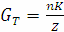 G_T = nK/Z